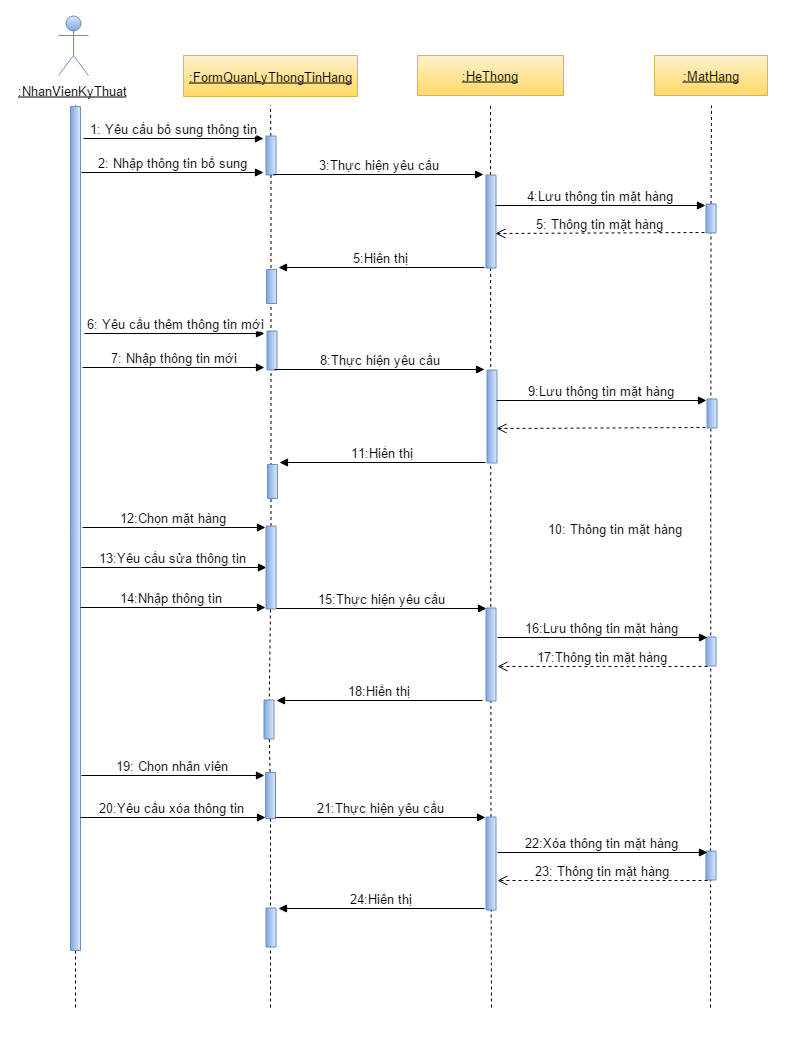 :NhanVienKyThuat
:FormQuanLyThongTinHang
:HeThong
:MatHang
1: Yêu cầu bổ sung thông tin
2: Nhập thông tin bổ sung
3:Thực hiện yêu cầu
4:Lưu thông tin mặt hàng
5: Thông tin mặt hàng
5:Hiển thị
6: Yêu cầu thêm thông tin mới
7: Nhập thông tin mới
8:Thực hiện yêu cầu
9:Lưu thông tin mặt hàng
11:Hiển thị
12:Chọn mặt hàng
10: Thông tin mặt hàng
13:Yêu cầu sửa thông tin
14:Nhập thông tin
15:Thực hiện yêu cầu
16:Lưu thông tin mặt hàng
17:Thông tin mặt hàng
18:Hiển thị
19: Chọn nhân viên
20:Yêu cầu xóa thông tin
21:Thực hiện yêu cầu
22:Xóa thông tin mặt hàng
23: Thông tin mặt hàng
24:Hiển thị